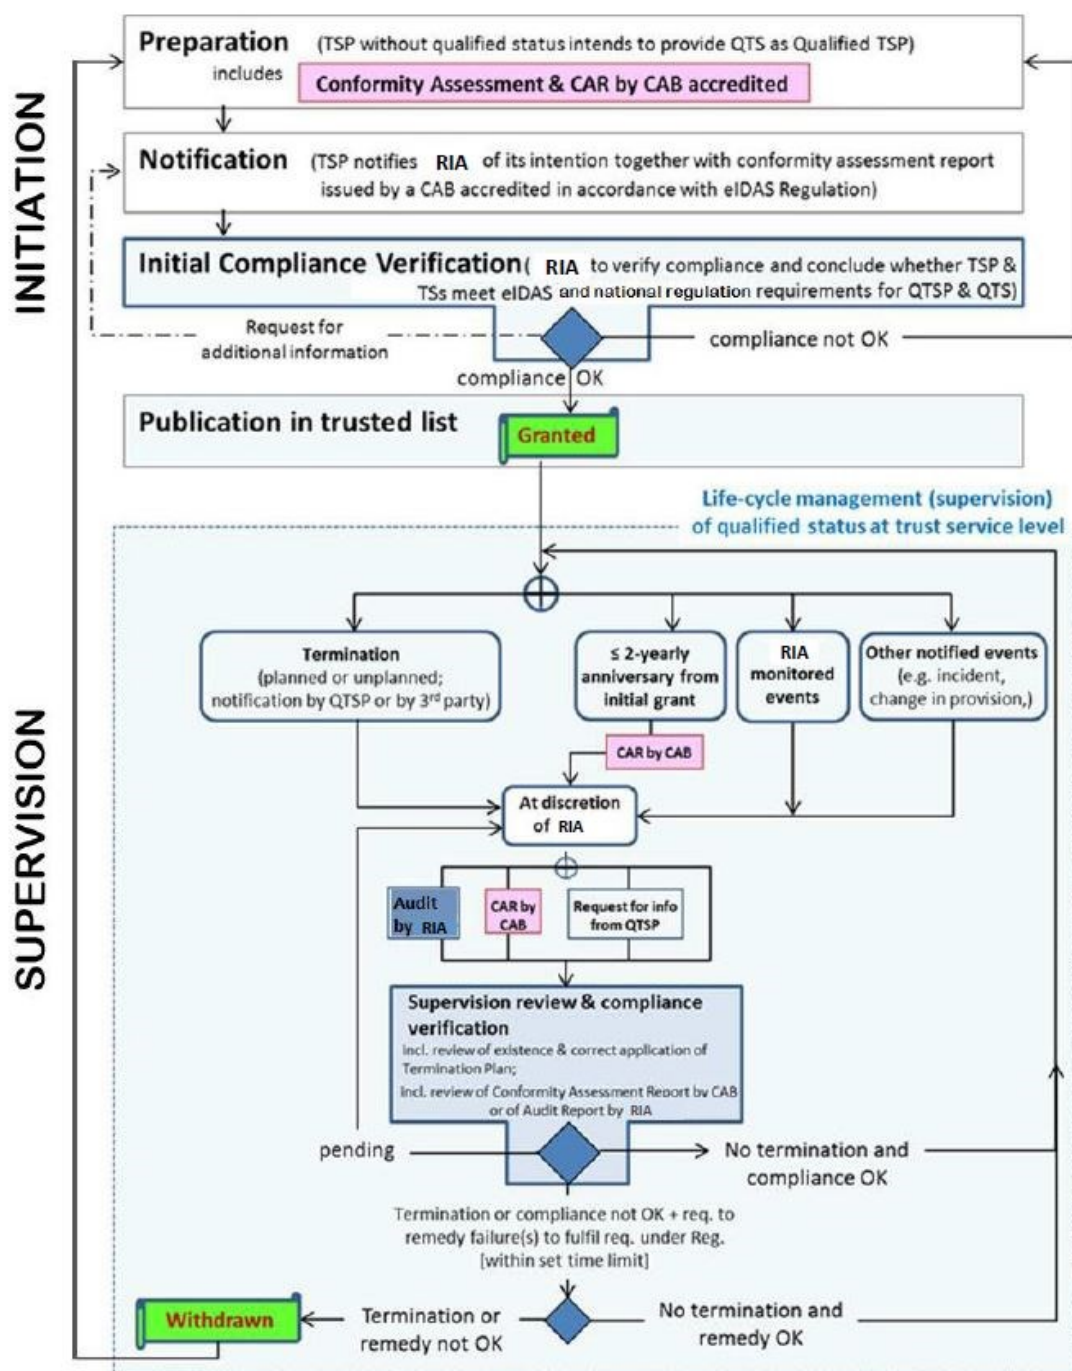 INITIATION
Preparation (TSP without qualified status intends to provide QTS as Qualified TSP)
includes
Conformity Assessment & CAR by CAB accredited
Notification (TSP notifies RIA of its intention together with conformity assessment report
issued by a CAB accredited in accordance with eIDAS Regulation)
Initial Compliance Verification( RIA to verify compliance and conclude whether TSP &
TSs meet eIDAS and national regulation requirements for QTSP & QTS)
Request for
additional information
compliance not OK
compliance OK
Publication in trusted list
Granted
Life-cycle management (supervision)
of qualified status at trust service level
SUPERVISION
Termination
(planned or unplanned;
notification by QTSP or by 3rd party)
≤ 2-yearly
anniversary from
initial grant
RIA
monitored
events
Other notified events
(e.g. incident,
change in provision,)
CAR by CAB
At discretion
of RIA
Audit
by RIA
CAR by
CAB
Request for info
from QTSP
Supervision review & compliance
verification
incl. review of existence & correct application of
Termination Plan;
incl. review of Conformity Assessment Report by CAB
or of Audit Report by RIA
pending
No termination and
compliance OK
Termination or compliance not OK + req. to
remedy failure(s) to fulfil req. under Reg.
[within set time limit]
Withdrawn
Termination or
remedy not OK
No termination and
remedy OK